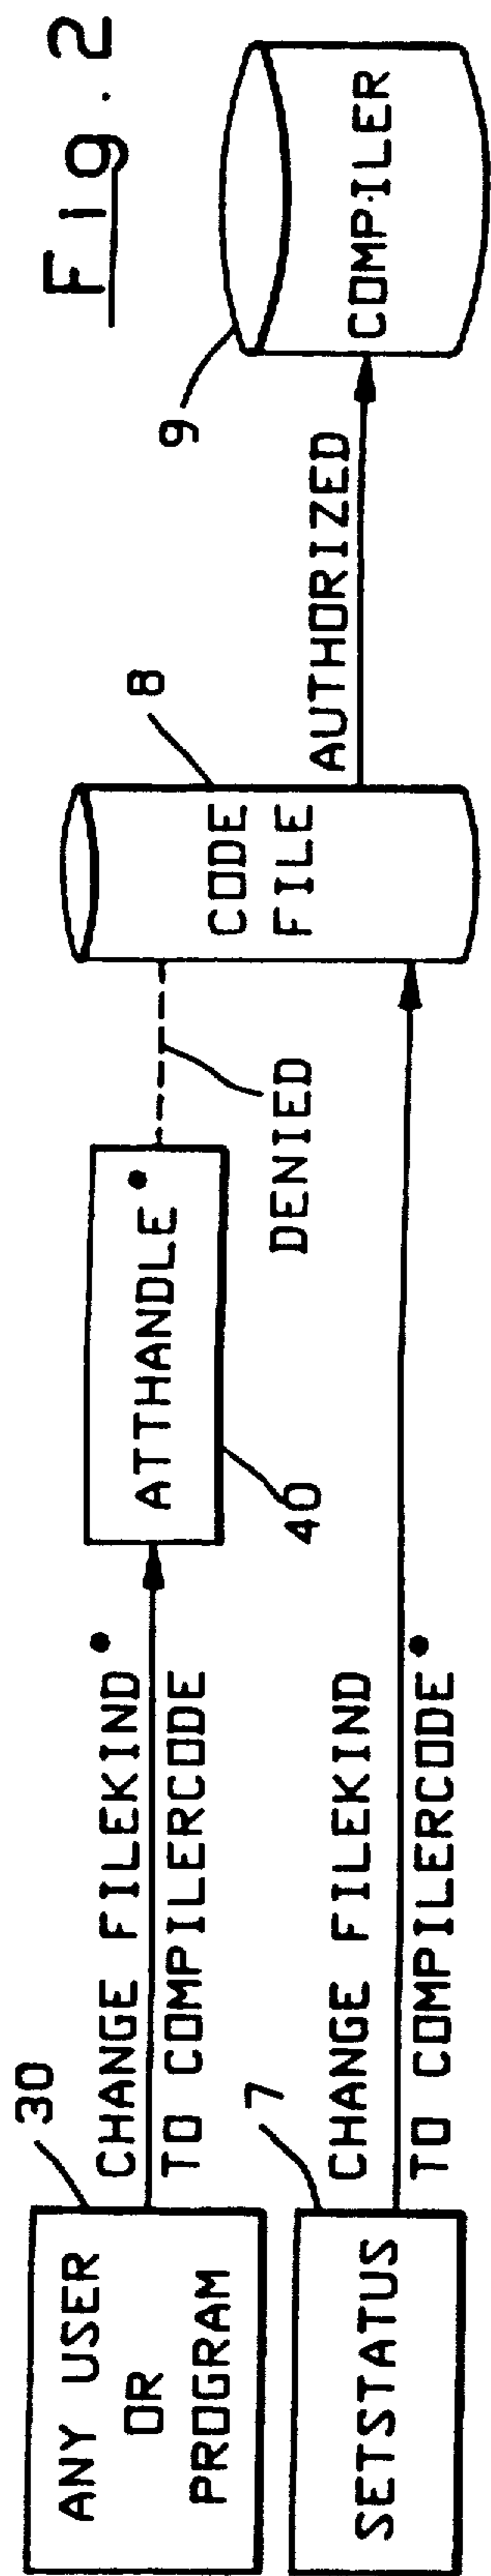 Fig. 2
ANY USER
OR
PROGRAM
30
CHANGE FILEKIND
TO COMPILERCODE
ATTHANDLE
40
DENIED
SETSTATUS
7
CHANGE FILEKIND
TO COMPILERCODE
CODE
FILE
8
AUTHORIZED
COMPILER
9